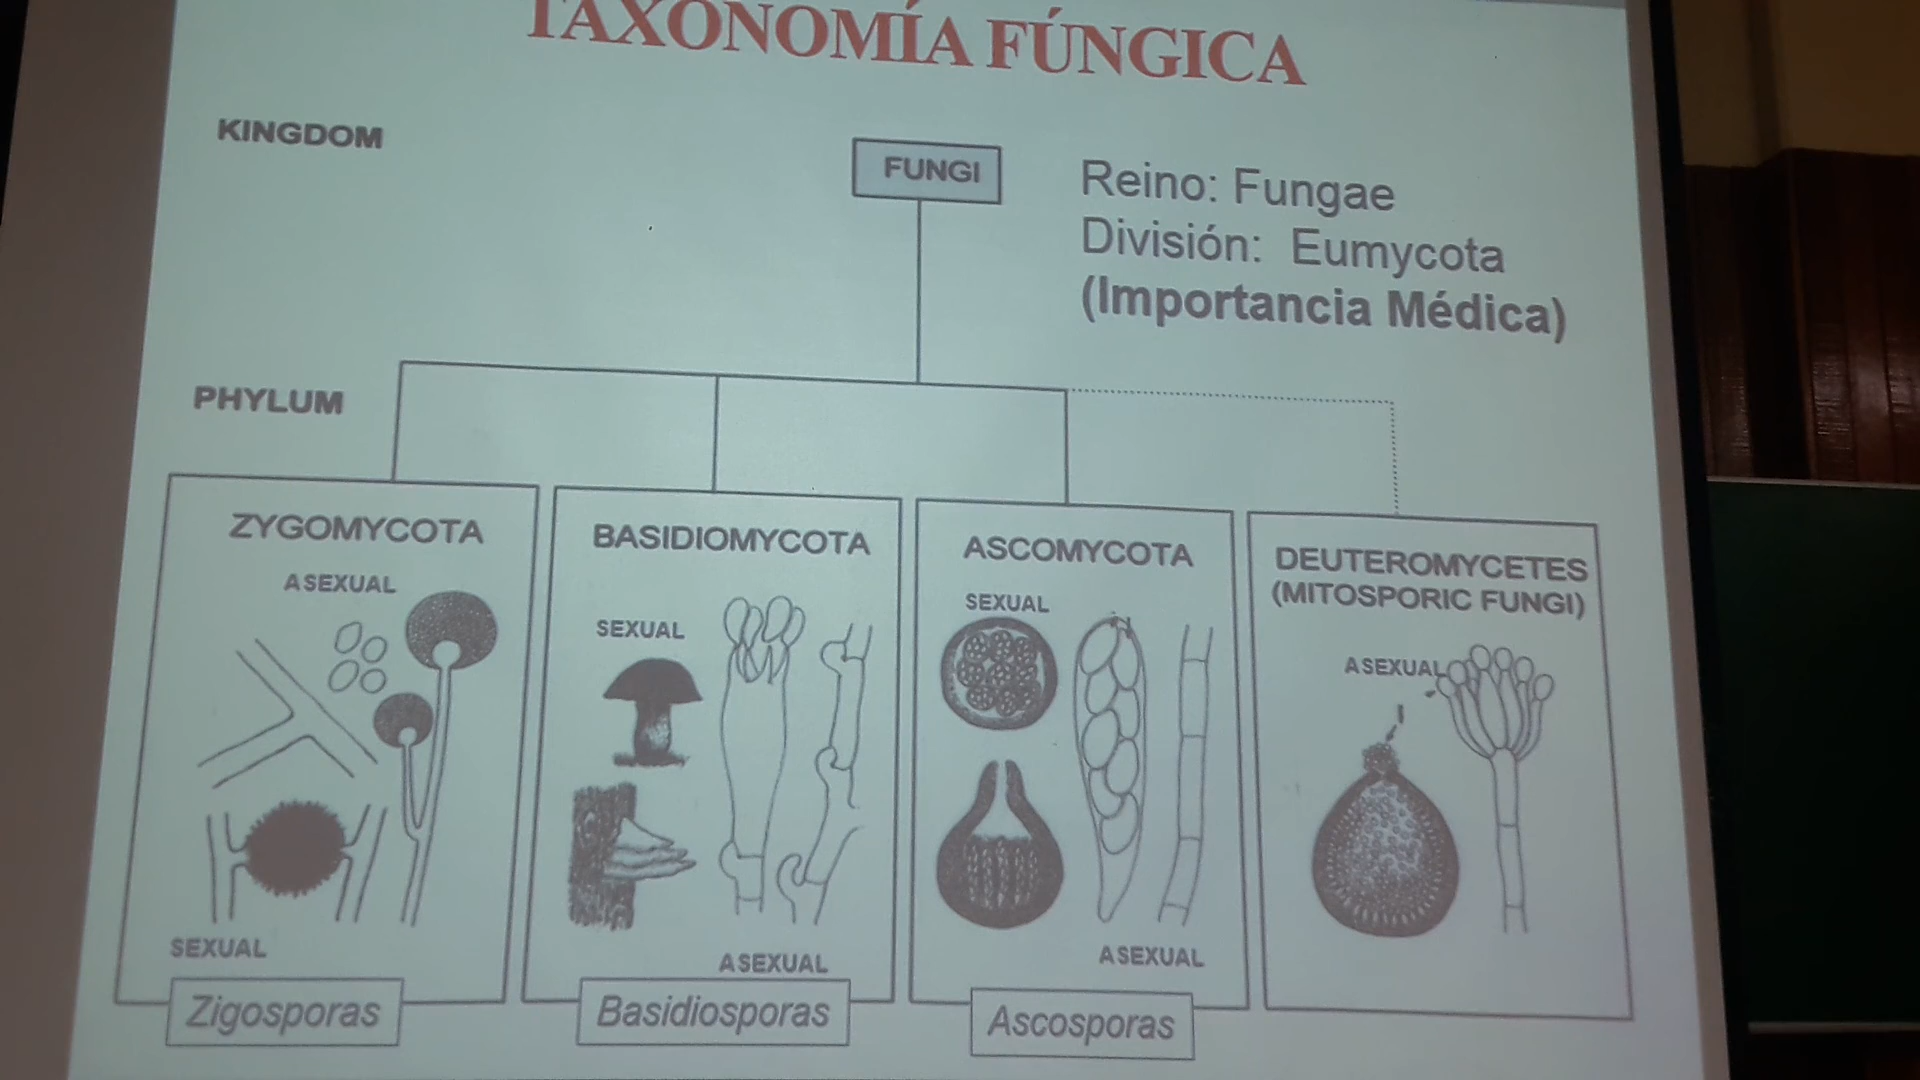 TAXONOMÍA FÚNGICA
KINGDOM
FUNGI
Reino: Fungae
División: Eumycota
(Importancia Médica)
PHYLUM
ZYGOMYCOTA
ASEXUAL
SEXUAL
Zigosporas
BASIDIOMYCOTA
SEXUAL
ASEXUAL
Basidiosporas
ASCOMYCOTA
SEXUAL
ASEXUAL
Ascosporas
DEUTEROMYCETES
(MITOSPORIC FUNGI)
ASEXUAL